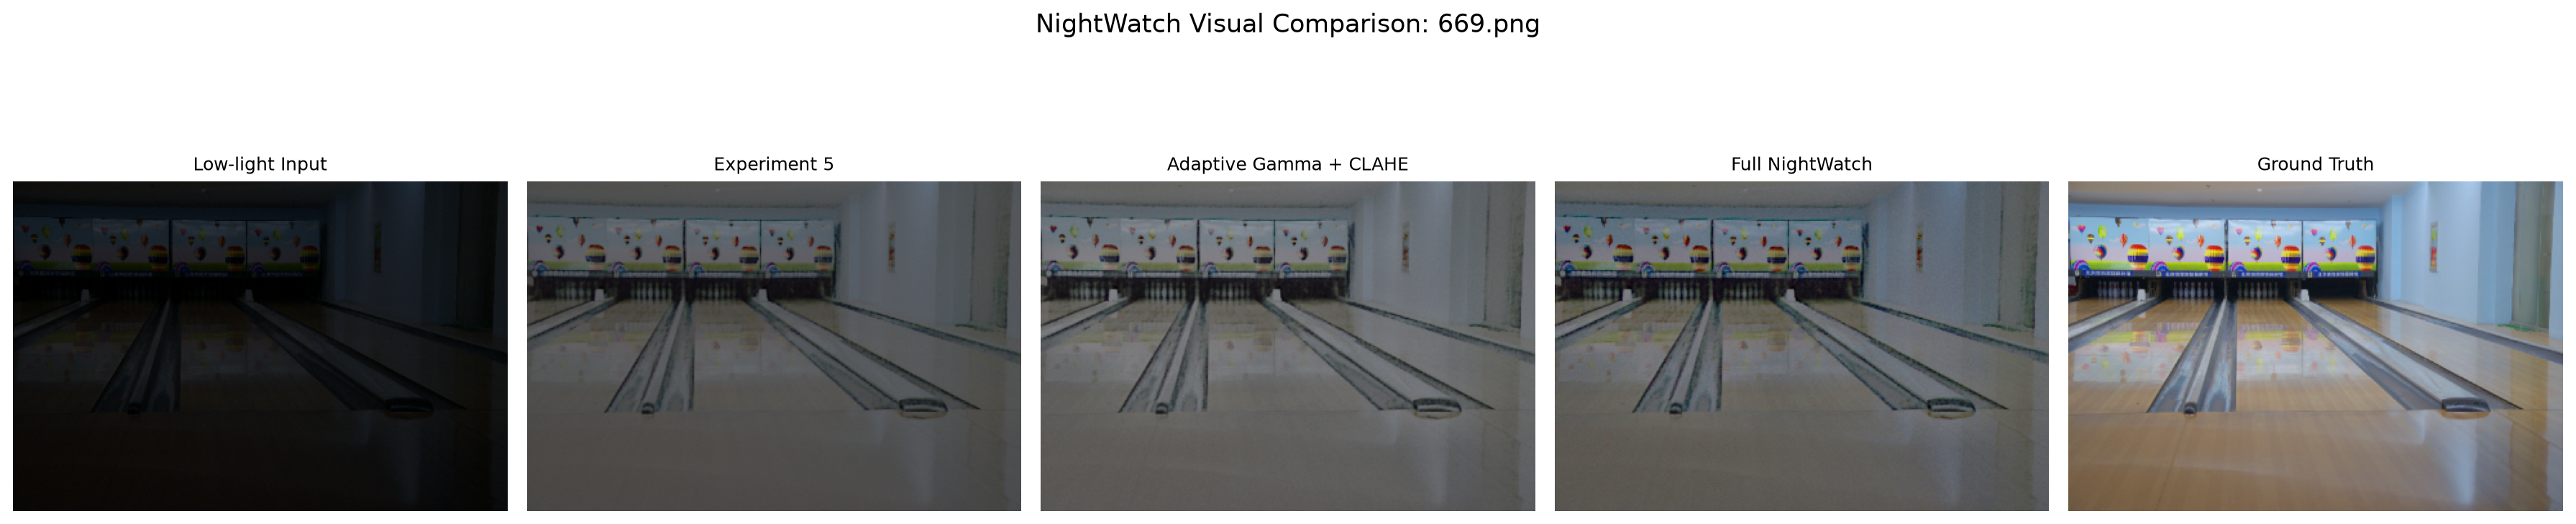 NightWatch Visual Comparison: 669.png
Low-light Input
Experiment 5
Adaptive Gamma + CLAHE
Full NightWatch
Ground Truth